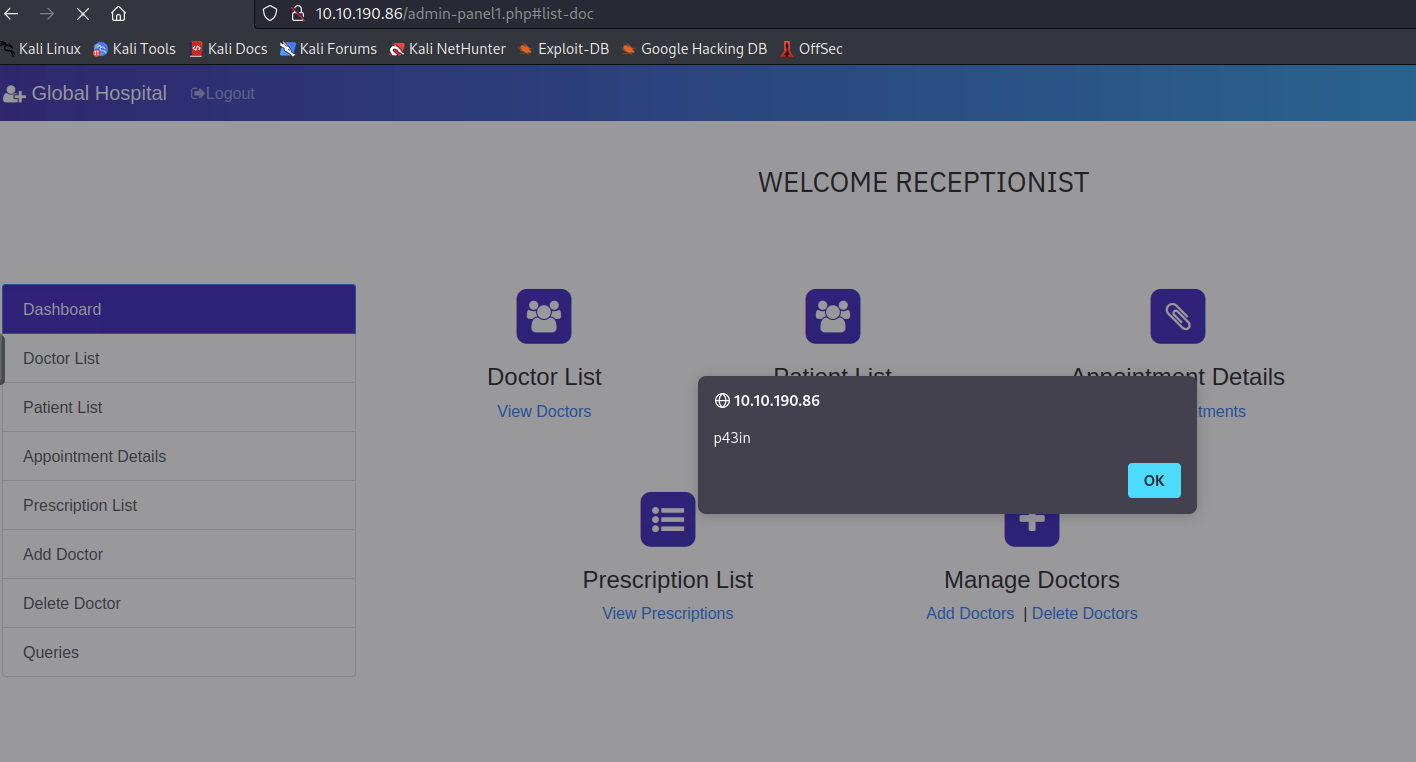 10.10.190.86/admin-panel1.php#list-doc
Kali Linux Kali Tools Kali Docs Kali Forums Kali NetHunter Exploit-DB Google Hacking DB OffSec
Global Hospital Logout
WELCOME RECEPTIONIST
Dashboard
Doctor List
Patient List
Appointment Details
Prescription List
Add Doctor
Delete Doctor
Queries
Doctor List
View Doctors
Patient List
Appointment Details
tments
10.10.190.86
p43in
OK
Prescription List
View Prescriptions
Manage Doctors
Add Doctors | Delete Doctors